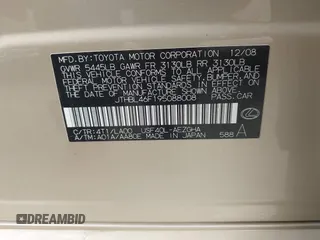 MFD. BY:TOYOTA MOTOR CORPORATION 12/08
GVWR 5445LB GAWR FR 3130LB RR 3130LB
THIS VEHICLE CONFORMS TO ALL APPLICABLE
FEDERAL MOTOR VEHICLE SAFETY, BUMPER, AND
THEFT PREVENTION STANDARDS IN EFFECT ON
THE DATE OF MANUFACTURE SHOWN ABOVE.
JTHBL46F195088008
PASS. CAR
C/TR:4T1/LA00 USF40L-AEZGHA
A/TM:A01A/AA80E MADE IN JAPAN 588 A
DREAMBID